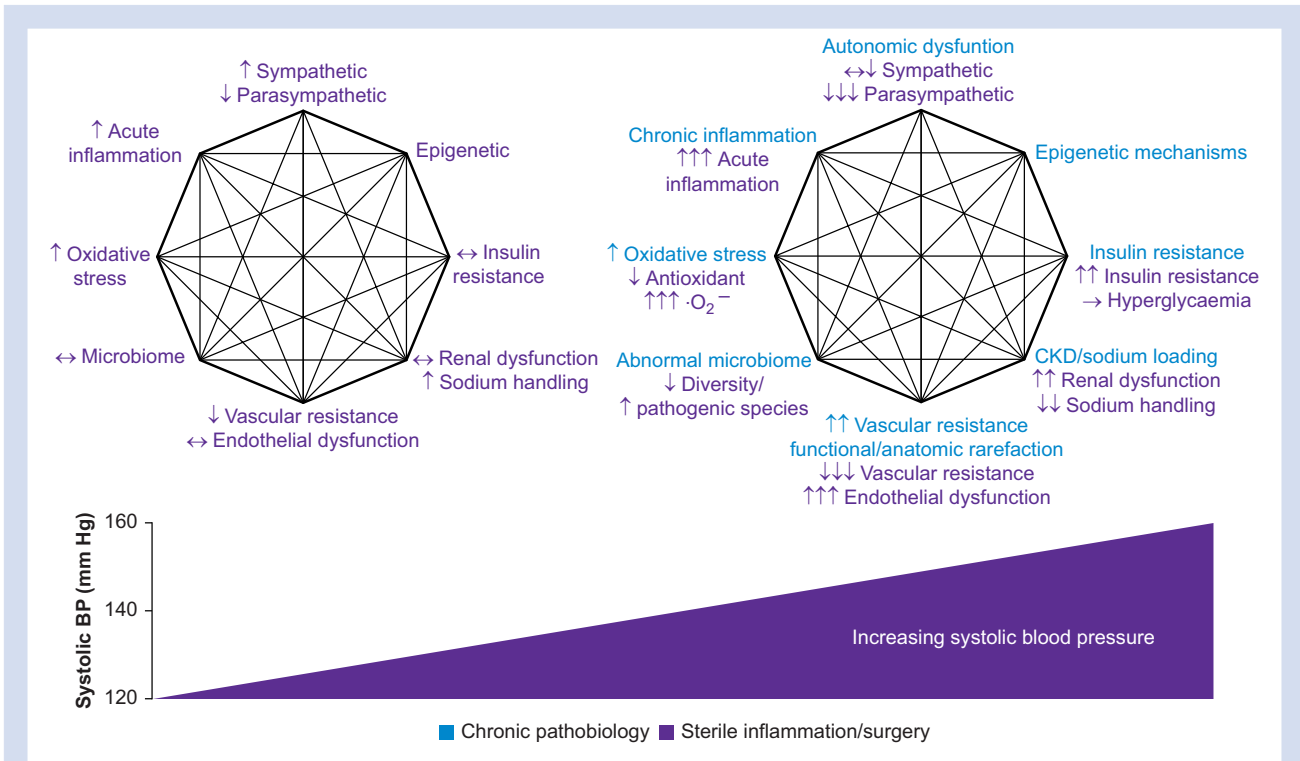 ↑ Sympathetic
↓ Parasympathetic
↑ Acute
inflammation
Epigenetic
↑ Oxidative
stress
↔ Insulin
resistance
↔ Microbiome
↔ Renal dysfunction
↑ Sodium handling
↓ Vascular resistance
↔ Endothelial dysfunction
Autonomic dysfuntion
↔↓ Sympathetic
↓↓↓ Parasympathetic
Chronic inflammation
↑↑↑ Acute
inflammation
Epigenetic mechanisms
↑ Oxidative stress
↓ Antioxidant
↑↑↑ ·O₂⁻
Insulin resistance
↑↑ Insulin resistance
→ Hyperglycaemia
Abnormal microbiome
↓ Diversity/
↑ pathogenic species
CKD/sodium loading
↑↑ Renal dysfunction
↓↓ Sodium handling
↑↑ Vascular resistance
functional/anatomic rarefaction
↓↓↓ Vascular resistance
↑↑↑ Endothelial dysfunction
Systolic BP (mm Hg)
160
140
120
Increasing systolic blood pressure
Chronic pathobiology
Sterile inflammation/surgery